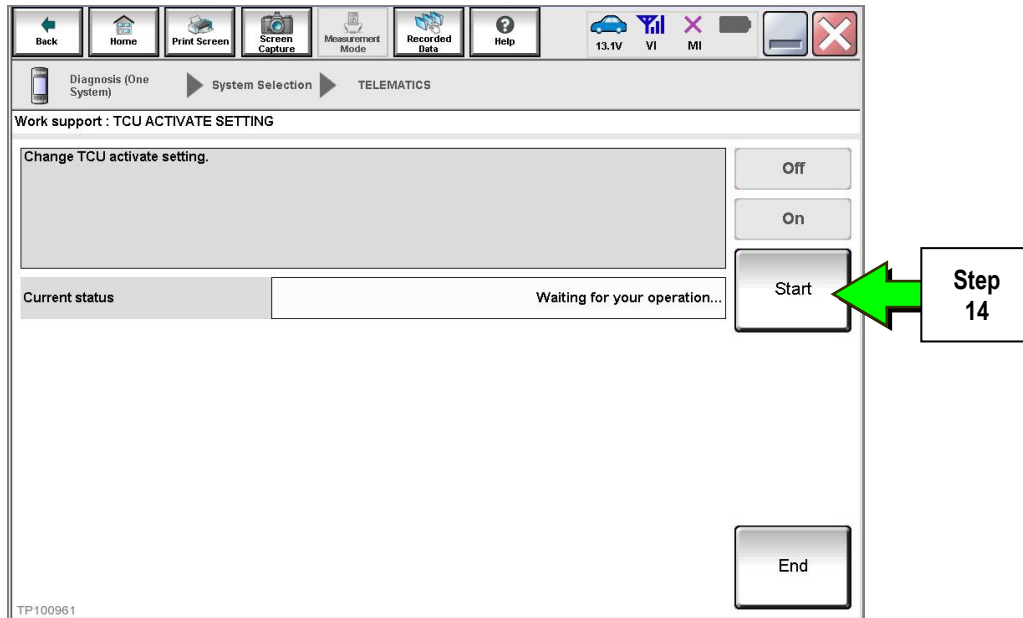 Back
Home
Print Screen
Screen
Capture
Measurement
Mode
Recorded
Data
Help
13.1V
VI
MI
Diagnosis (One
System)
System Selection
TELEMATICS
Work support : TCU ACTIVATE SETTING
Change TCU activate setting.
Off
On
Current status
Waiting for your operation...
Start
Step
14
End
TP100961